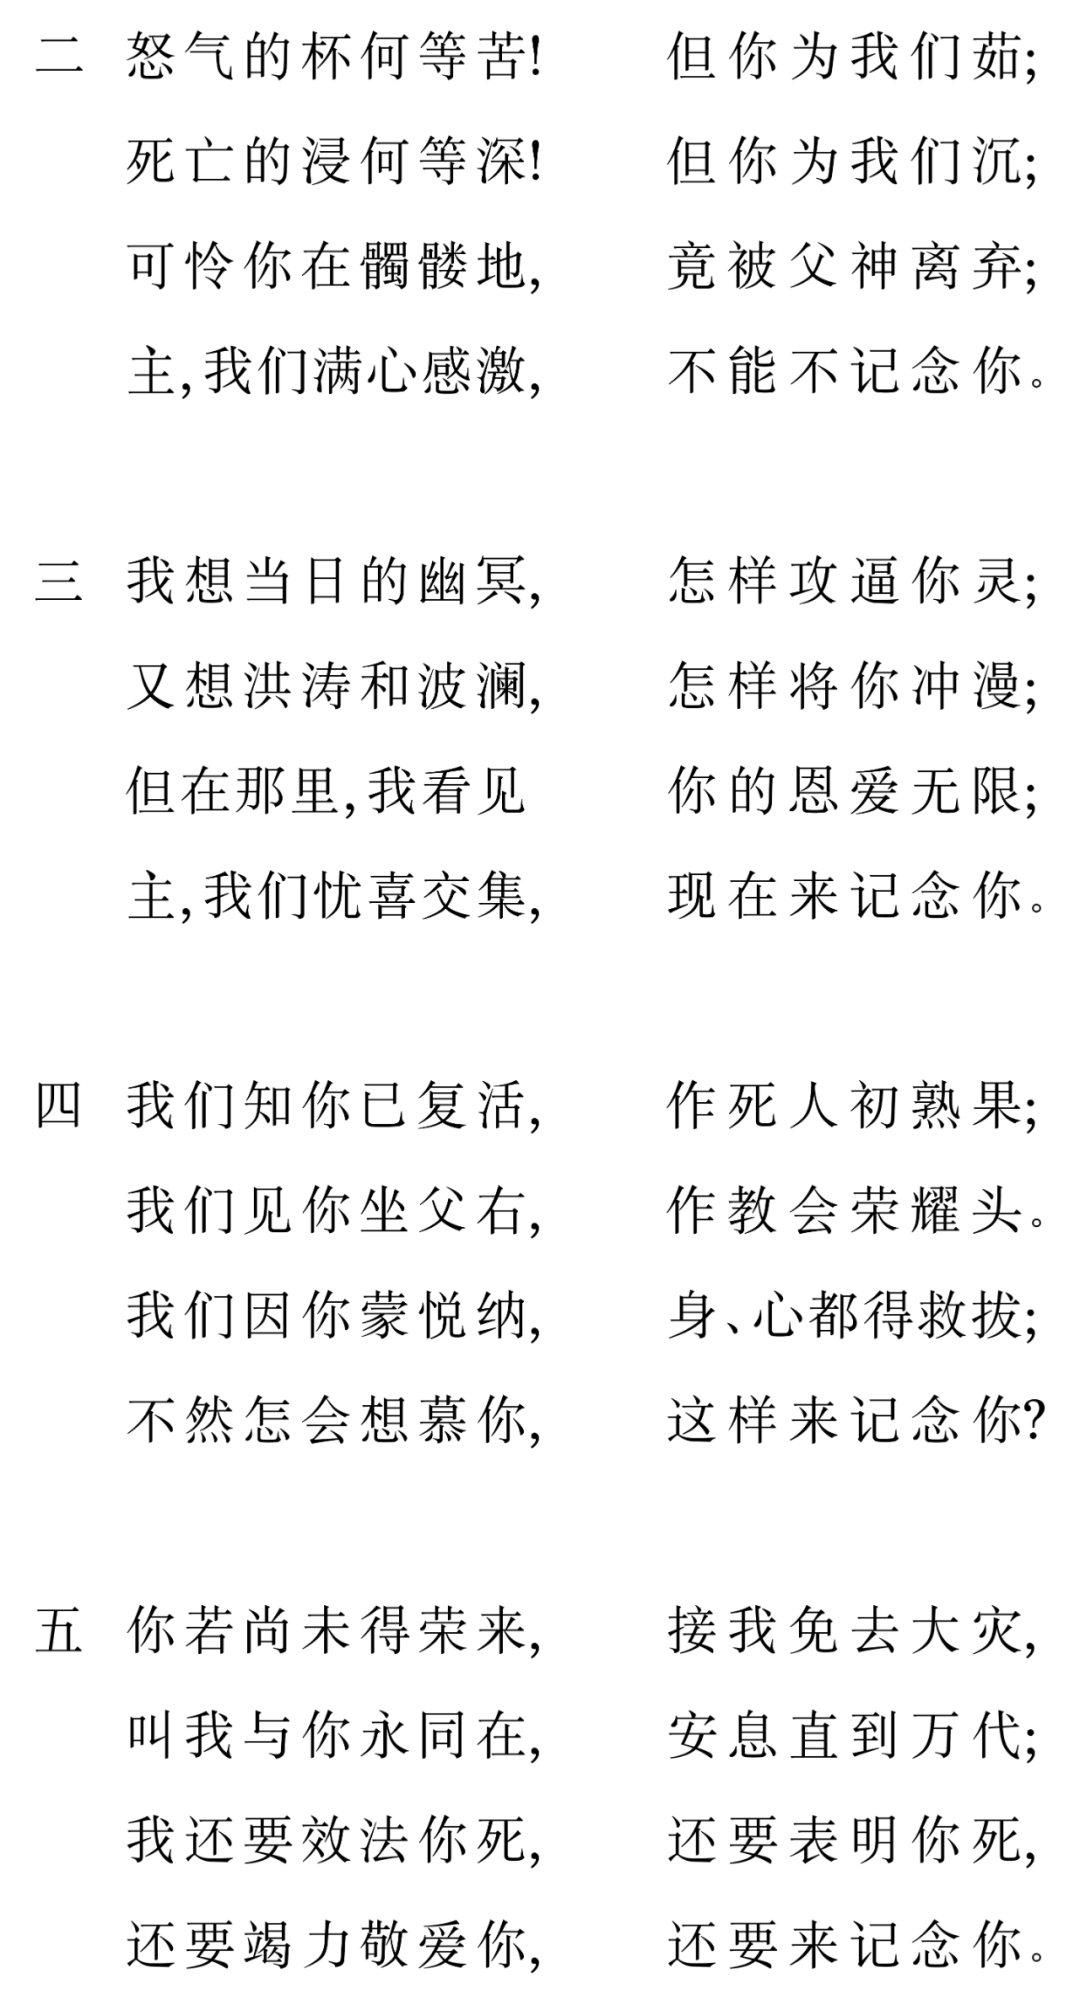 二 怒气的杯何等苦! 但你为我们茹;
死亡的浸何等深! 但你为我们沉;
可怜你在髑髅地, 竟被父神离弃;
主,我们满心感激, 不能不记念你。
三 我想当日的幽冥, 怎样攻逼你灵;
又想洪涛和波澜, 怎样将你冲漫;
但在那里,我看见 你的恩爱无限;
主,我们忧喜交集, 现在来记念你。
四 我们知你已复活, 作死人初熟果;
我们见你坐父右, 作教会荣耀头。
我们因你蒙悦纳, 身、心都得救拔;
不然怎会想慕你, 这样来记念你?
五 你若尚未得荣来, 接我免去大灾,
叫我与你永同在, 安息直到万代;
我还要效法你死, 还要表明你死,
还要竭力敬爱你, 还要来记念你。